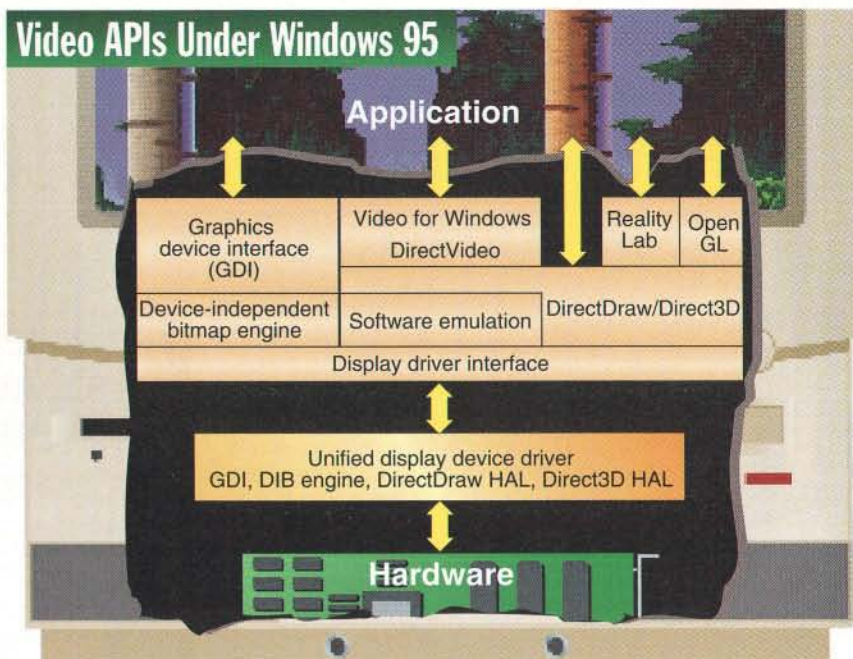 Video APIs Under Windows 95
Application
Graphics
device interface
(GDI)
Video for Windows
DirectVideo
Reality
Lab
Open
GL
Device-independent
bitmap engine
Software emulation
DirectDraw/Direct3D
Display driver interface
Unified display device driver
GDI, DIB engine, DirectDraw HAL, Direct3D HAL
Hardware